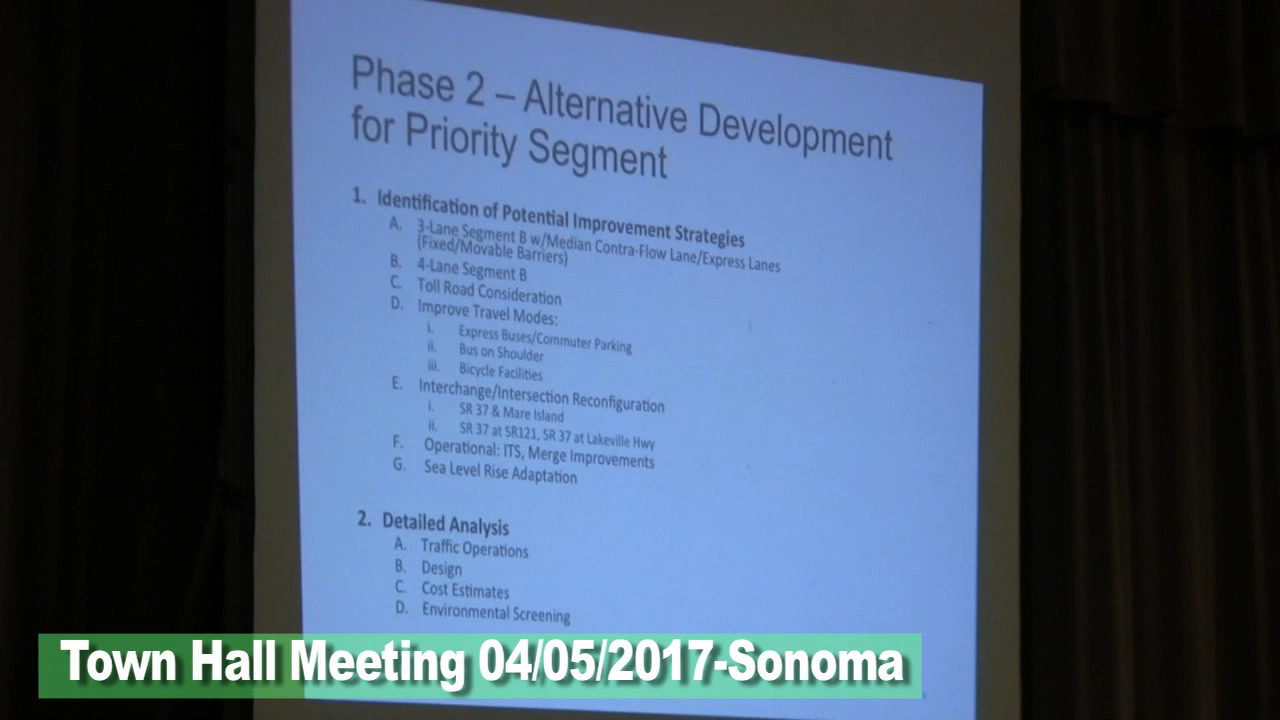 Phase 2 – Alternative Development
for Priority Segment
1. Identification of Potential Improvement Strategies
A. 3-Lane Segment B w/Median Contra-Flow Lane/Express Lanes
(Fixed/Movable Barriers)
B. 4-Lane Segment B
C. Toll Road Consideration
D. Improve Travel Modes:
i. Express Buses/Commuter Parking
ii. Bus on Shoulder
iii. Bicycle Facilities
E. Interchange/Intersection Reconfiguration
i. SR 37 & Mare Island
ii. SR 37 at SR121, SR 37 at Lakeville Hwy
F. Operational: ITS, Merge Improvements
G. Sea Level Rise Adaptation
2. Detailed Analysis
A. Traffic Operations
B. Design
C. Cost Estimates
D. Environmental Screening
Town Hall Meeting 04/05/2017-Sonoma